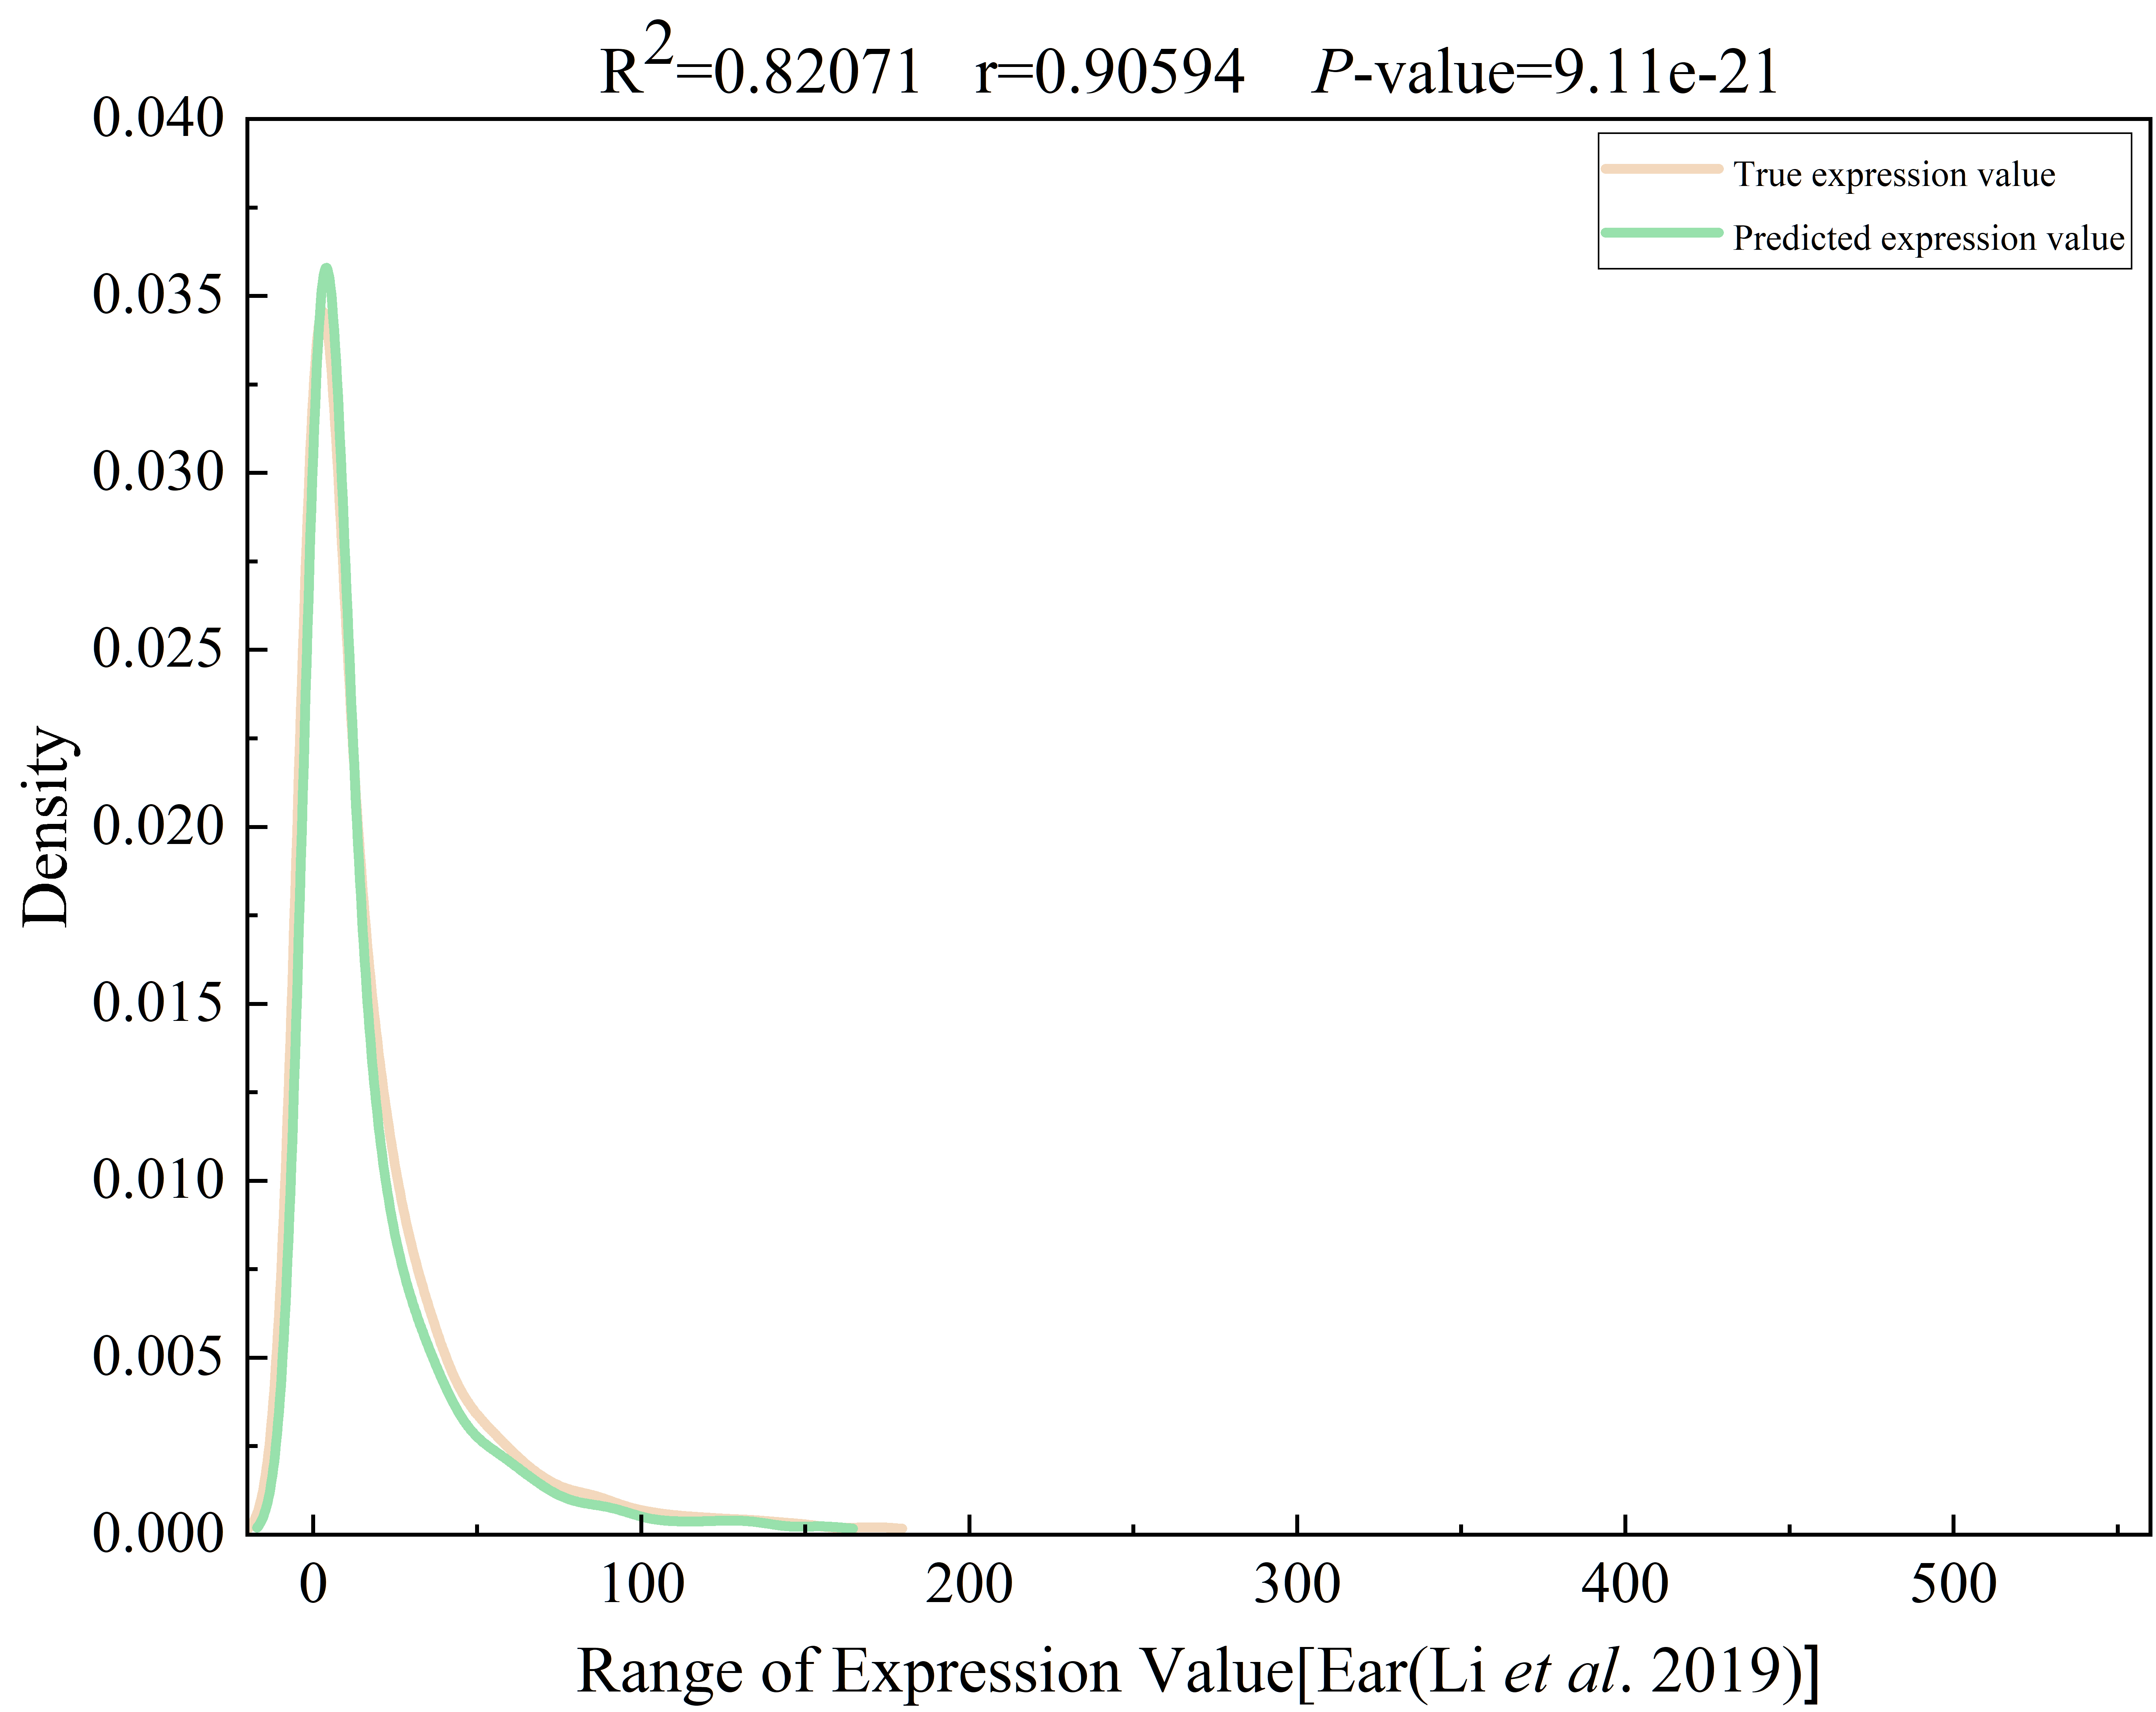 R²=0.82071 r=0.90594 P-value=9.11e-21
0.040
0.035
0.030
0.025
0.020
0.015
0.010
0.005
0.000
Density
True expression value
Predicted expression value
0 100 200 300 400 500
Range of Expression Value[Ear(Li et al. 2019)]